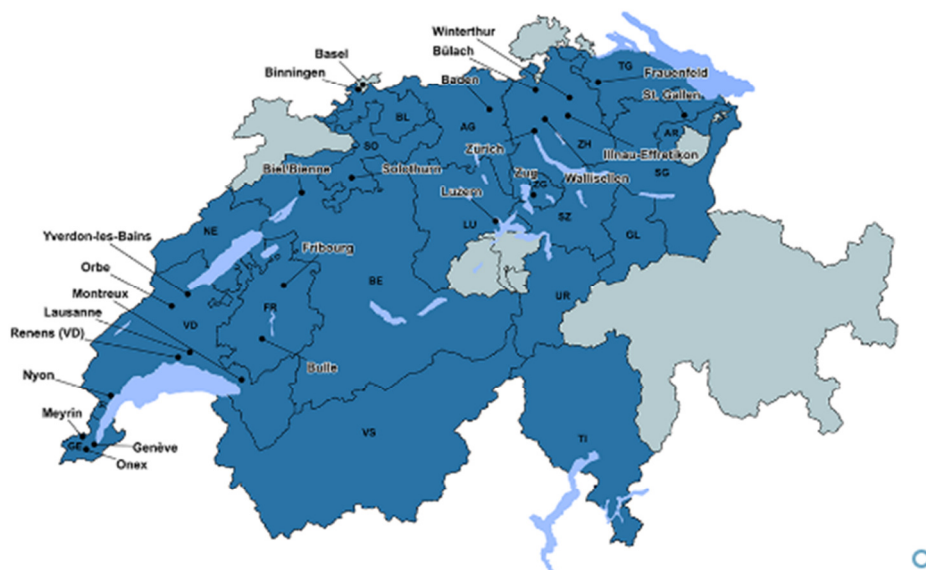 Winterthur
Basel
Bülach
Binningen
Baden
TG
Frauenfeld
St. Gallen
BL
AG
AR
SO
Zürich
ZH
Illnau-Effretikon
Biel/Bienne
Solothurn
Zug
Wallisellen
SG
ZG
Luzern
LU
SZ
NE
GL
Yverdon-les-Bains
Fribourg
Orbe
BE
UR
Montreux
FR
Lausanne
VD
Renens (VD)
Bulle
Nyon
Meyrin
VS
TI
GE
Genève
Onex